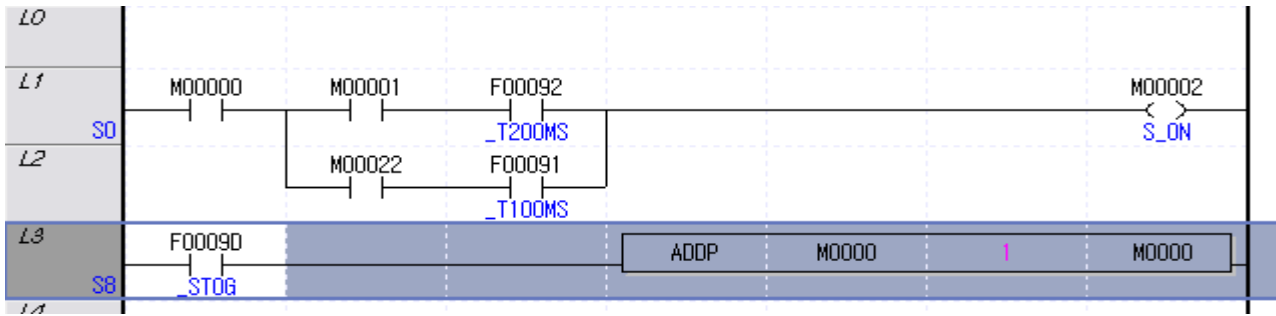 L0
L1
M00000 M00001 F00092 M00002
S0 _T200MS S_ON
L2
M00022 F00091
_T100MS
L3
F0009D ADDP M0000 1 M0000
S8 _STOG
L4